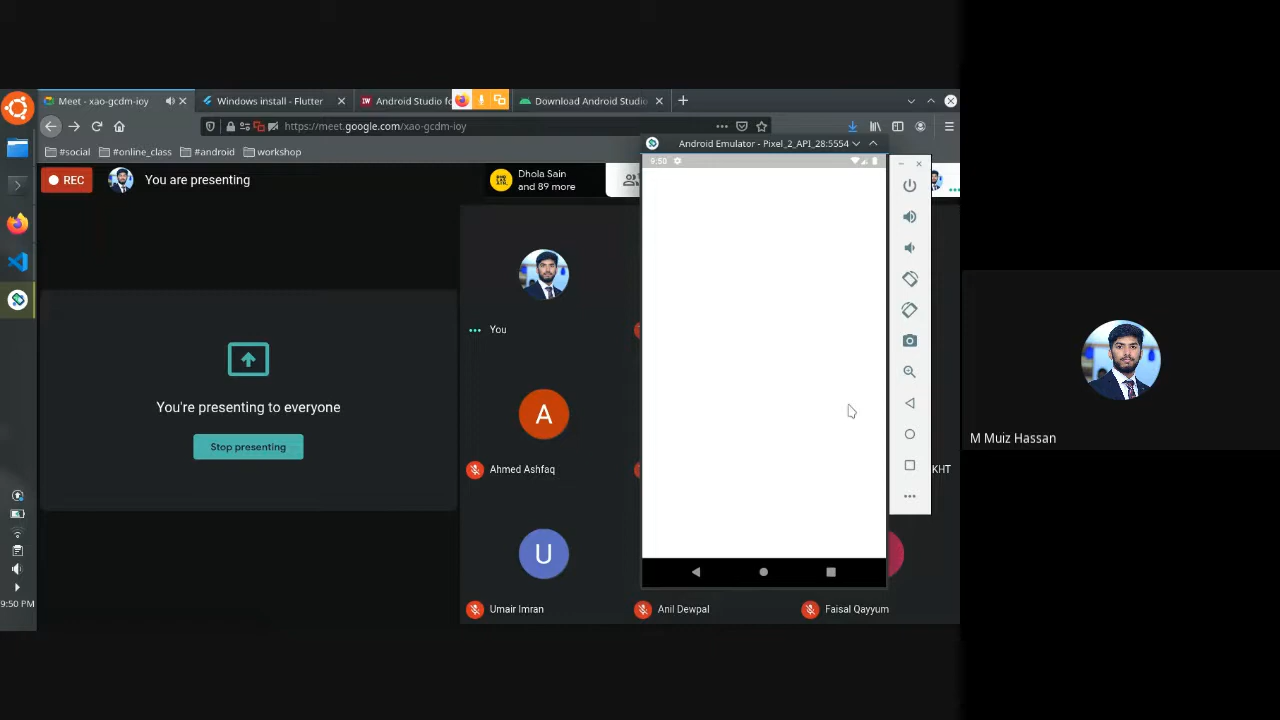 Meet - xao-gcdm-ioy
Windows install - Flutter
Android Studio fo
Download Android Studio
https://meet.google.com/xao-gcdm-ioy
#social
#online_class
#android
workshop
Android Emulator - Pixel_2_API_28:5554
9:50
REC
You are presenting
Dhola Sain
and 89 more
You
You're presenting to everyone
Stop presenting
A
Ahmed Ashfaq
KHT
M Muiz Hassan
U
Umair Imran
Anil Dewpal
Faisal Qayyum
9:50 PM